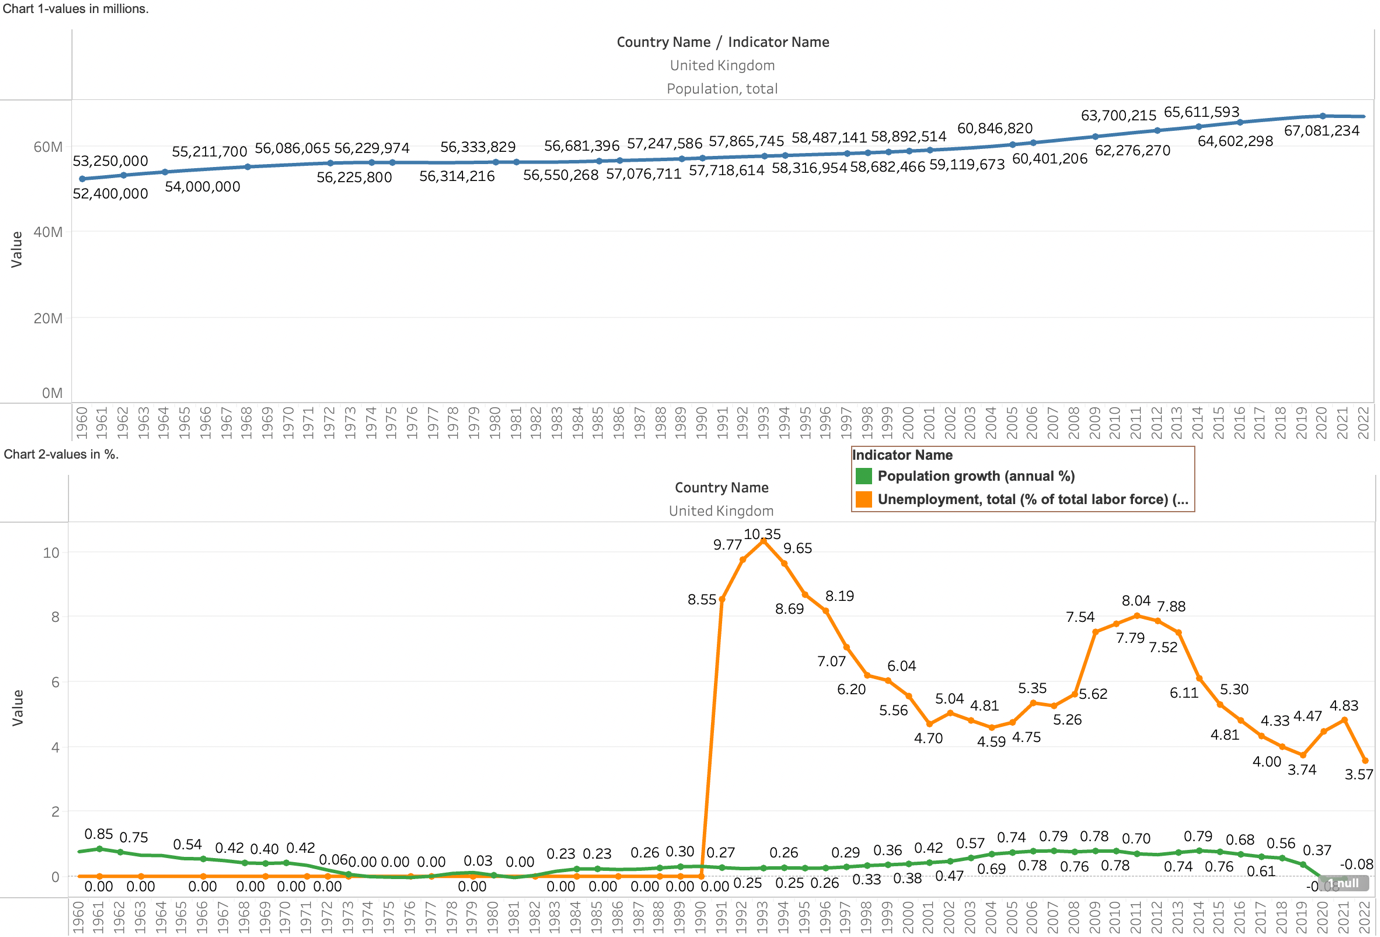 Chart 1-values in millions.
Country Name / Indicator Name
United Kingdom
Population, total
63,700,215 65,611,593
60,846,820
53,250,000 55,211,700 56,086,065 56,229,974 56,333,829 56,681,396 57,247,586 57,865,745 58,487,141 58,892,514
60M
67,081,234
52,400,000 54,000,000 56,225,800 56,314,216 56,550,268 57,076,711 57,718,614 58,316,954 58,682,466 59,119,673 60,401,206 62,276,270 64,602,298
40M
Value
20M
0M
1960 1961 1962 1963 1964 1965 1966 1967 1968 1969 1970 1971 1972 1973 1974 1975 1976 1977 1978 1979 1980 1981 1982 1983 1984 1985 1986 1987 1988 1989 1990 1991 1992 1993 1994 1995 1996 1997 1998 1999 2000 2001 2002 2003 2004 2005 2006 2007 2008 2009 2010 2011 2012 2013 2014 2015 2016 2017 2018 2019 2020 2021 2022
Chart 2-values in %.
Indicator Name
Population growth (annual %)
Unemployment, total (% of total labor force) (...
Country Name
United Kingdom
10
9.77 10.35 9.65
8
8.55 8.69 8.19 7.54 8.04 7.88
7.07 7.79 7.52
6
6.20 6.04 5.56 5.04 4.81 5.35 5.62 6.11 5.30
Value
4.70 4.59 4.75 5.26 4.81 4.33 4.47 4.83
4
4.00 3.74 3.57
2
0.85 0.75 0.54 0.42 0.40 0.42 0.06 0.00 0.00 0.00 0.03 0.00 0.23 0.23 0.26 0.30 0.27 0.26 0.29 0.36 0.42 0.57 0.74 0.79 0.78 0.70 0.79 0.68 0.56 0.37 -0.08
0
0.00 0.00 0.00 0.00 0.00 0.00 0.00 0.00 0.00 0.00 0.00 0.00 0.25 0.25 0.26 0.33 0.38 0.47 0.69 0.78 0.76 0.78 0.74 0.76 0.61
1 null
1960 1961 1962 1963 1964 1965 1966 1967 1968 1969 1970 1971 1972 1973 1974 1975 1976 1977 1978 1979 1980 1981 1982 1983 1984 1985 1986 1987 1988 1989 1990 1991 1992 1993 1994 1995 1996 1997 1998 1999 2000 2001 2002 2003 2004 2005 2006 2007 2008 2009 2010 2011 2012 2013 2014 2015 2016 2017 2018 2019 2020 2021 2022